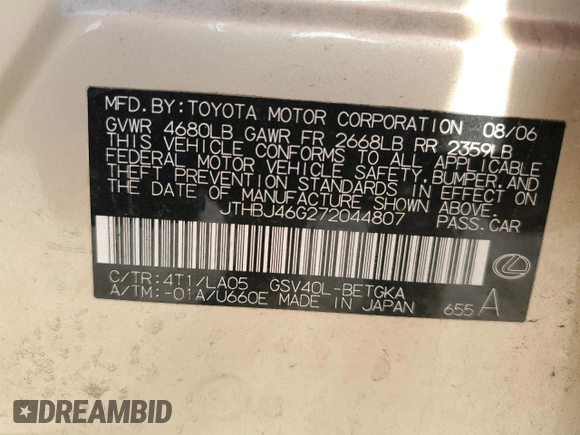 MFD. BY: TOYOTA MOTOR CORPORATION 08/06
GVWR 4680LB GAWR FR 2668LB RR 2359LB
THIS VEHICLE CONFORMS TO ALL APPLICABLE
FEDERAL MOTOR VEHICLE SAFETY, BUMPER, AND
THEFT PREVENTION STANDARDS IN EFFECT ON
THE DATE OF MANUFACTURE SHOWN ABOVE.
JTHBJ46G272044807 PASS. CAR
C/TR: 4T1/LA05 GSV40L-BETGKA
A/TM: -01A/U660E MADE IN JAPAN 655 A
DREAMBID